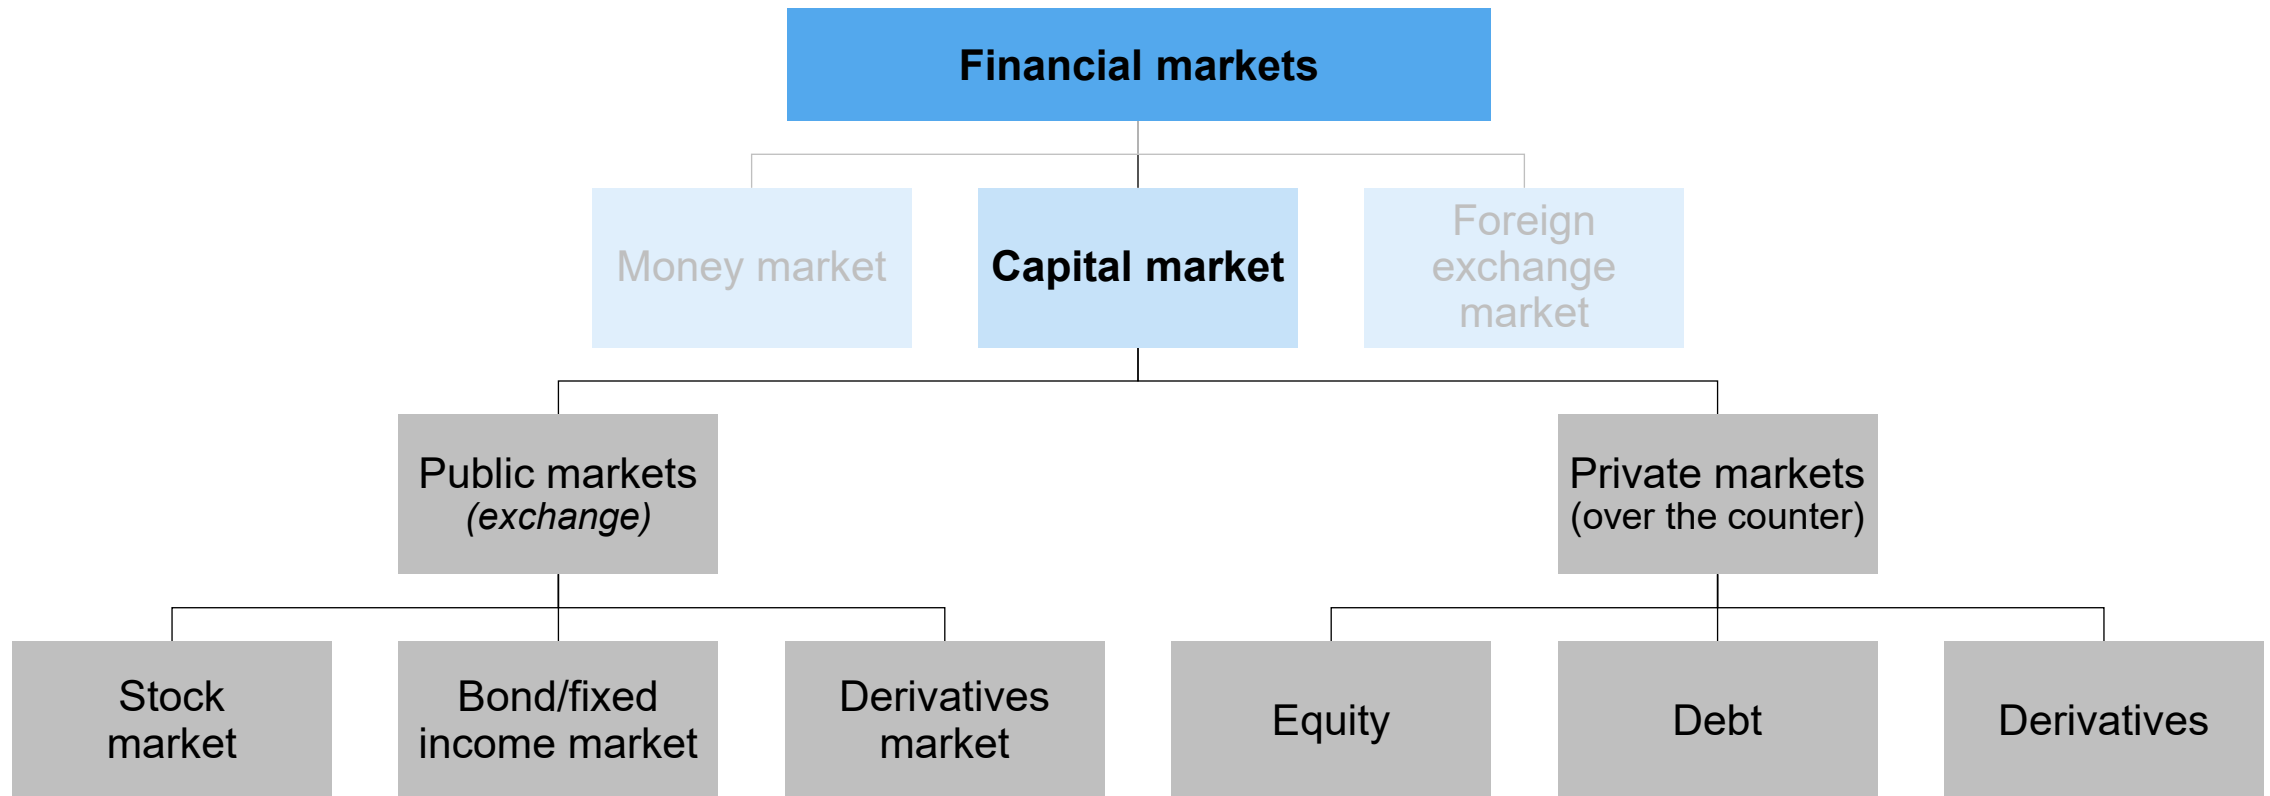 Financial markets
Money market
Capital market
Foreign
exchange
market
Public markets
(exchange)
Private markets
(over the counter)
Stock
market
Bond/fixed
income market
Derivatives
market
Equity
Debt
Derivatives